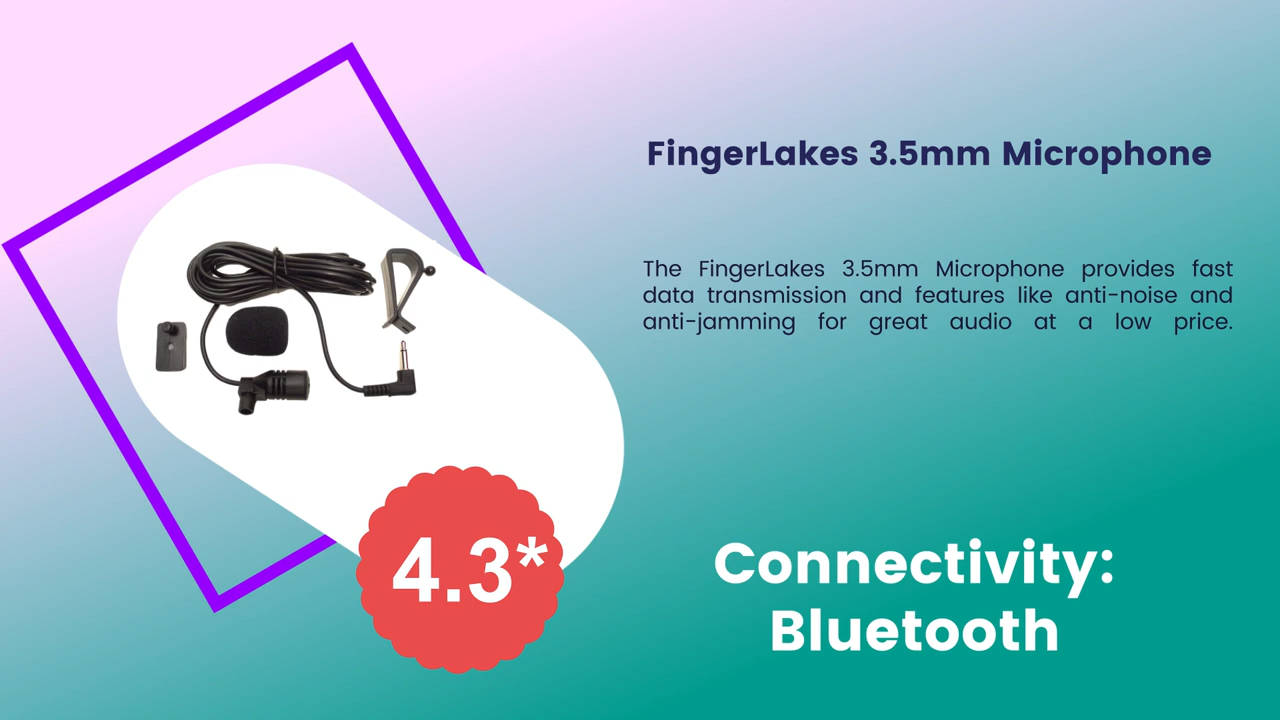 FingerLakes 3.5mm Microphone
The FingerLakes 3.5mm Microphone provides fast
data transmission and features like anti-noise and
anti-jamming for great audio at a low price.
4.3*
Connectivity:
Bluetooth